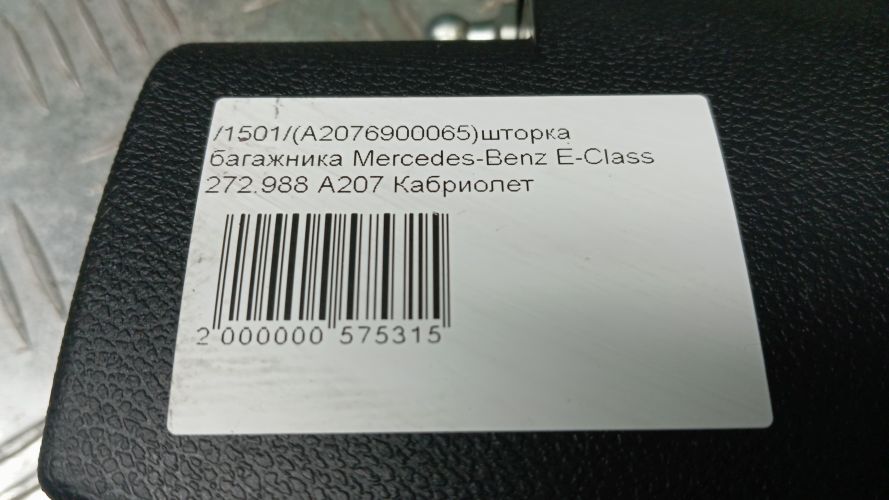 /1501/(A2076900065)шторка
багажника Mercedes-Benz E-Class
272.988 A207 Кабриолет
2 000000 575315